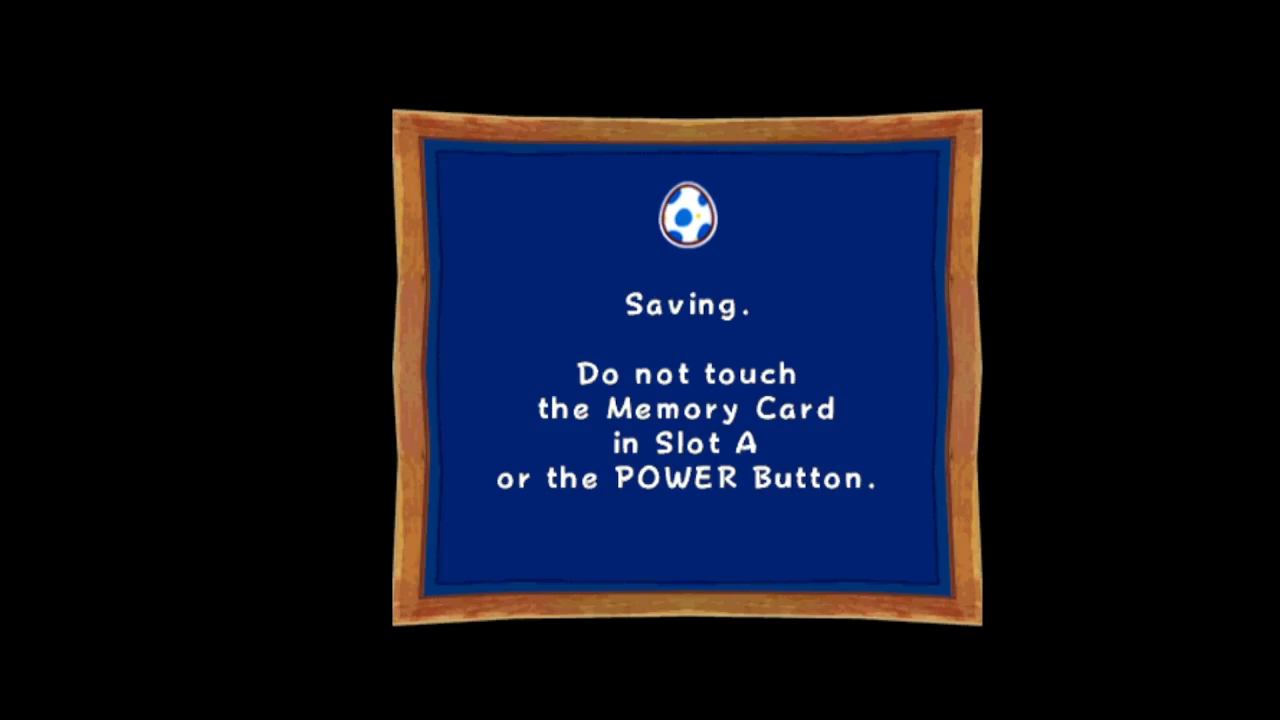 Saving.
Do not touch
the Memory Card
in Slot A
or the POWER Button.